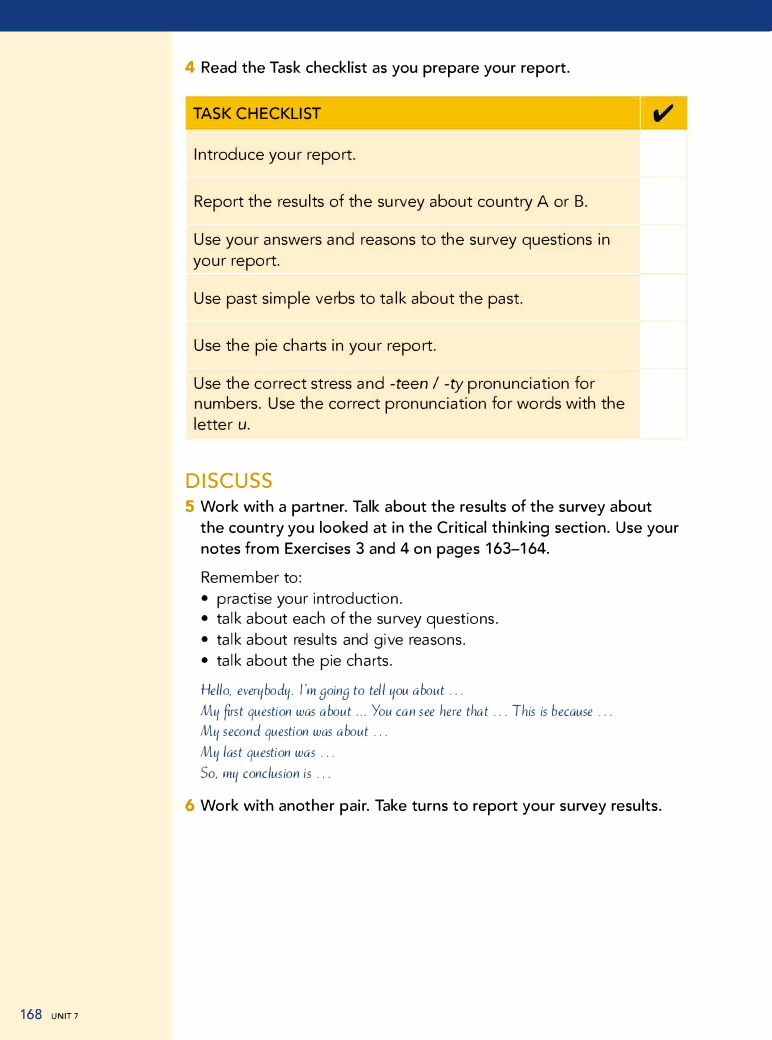 4 Read the Task checklist as you prepare your report.
TASK CHECKLIST ✔
Introduce your report.
Report the results of the survey about country A or B.
Use your answers and reasons to the survey questions in
your report.
Use past simple verbs to talk about the past.
Use the pie charts in your report.
Use the correct stress and -teen / -ty pronunciation for
numbers. Use the correct pronunciation for words with the
letter u.
DISCUSS
5 Work with a partner. Talk about the results of the survey about
the country you looked at in the Critical thinking section. Use your
notes from Exercises 3 and 4 on pages 163–164.
Remember to:
• practise your introduction.
• talk about each of the survey questions.
• talk about results and give reasons.
• talk about the pie charts.
Hello, everybody. I'm going to tell you about ...
My first question was about ... You can see here that ... This is because ...
My second question was about ...
My last question was ...
So, my conclusion is ...
6 Work with another pair. Take turns to report your survey results.
168 UNIT 7